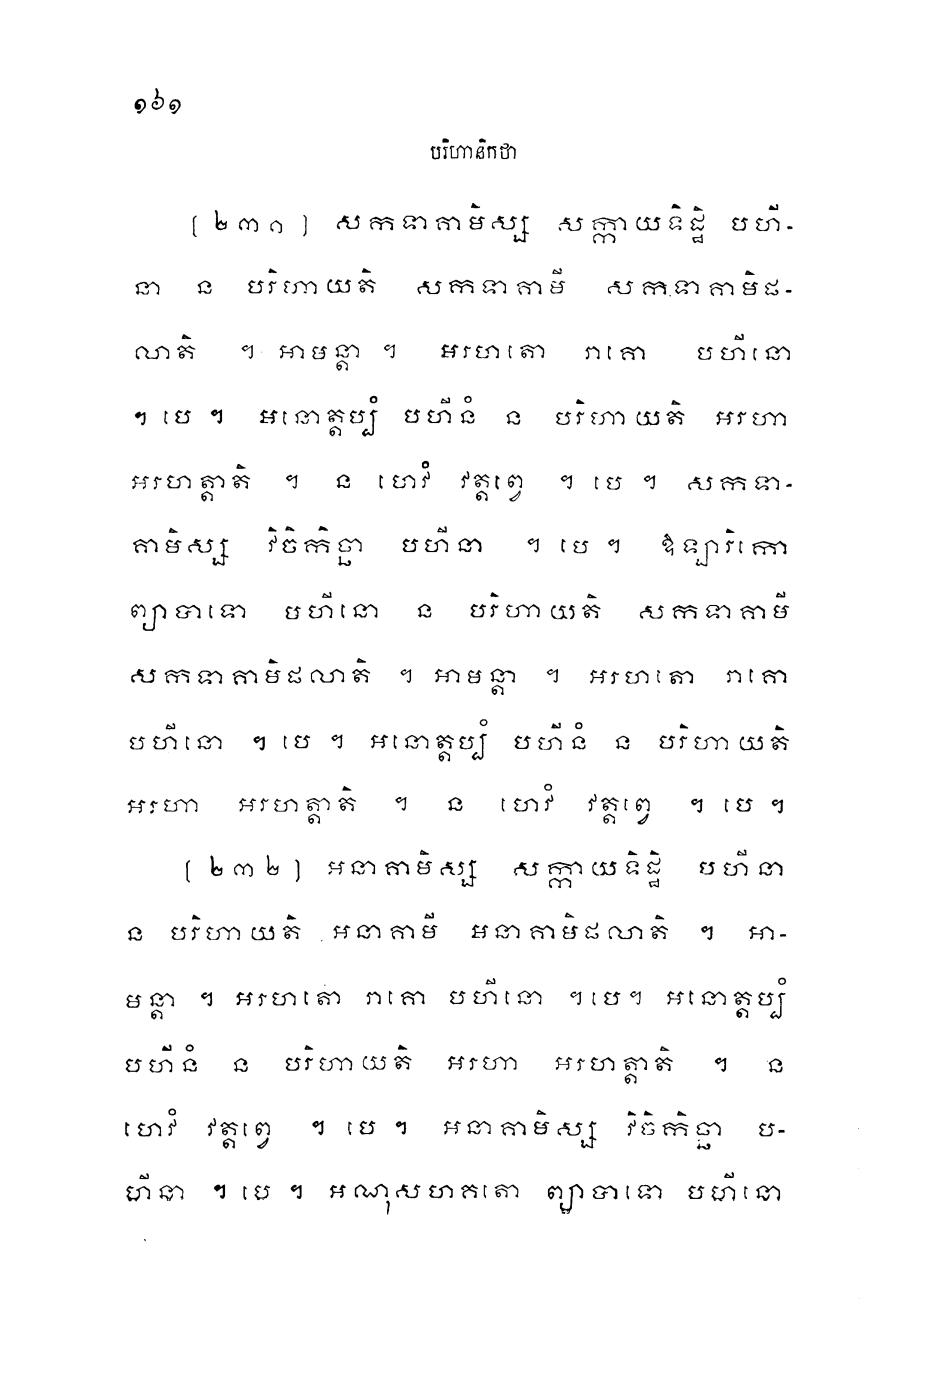 ១៦១
បរិហានិកថា
[២៣១] សកទាគាមិស្ស សក្កាយទិដ្ឋិ បហី-
នា ន បរិហាយតិ សកទាគាមី សកទាគាមិផ-
លាតិ ។ អាមន្តា ។ អរហតោ រាគោ បហីនោ
។ បេ ។ អនោត្តប្បំ បហីនំ ន បរិហាយតិ អរហា
អរហត្តាតិ ។ ន ហេវំ វត្តព្វេ ។ បេ ។ សកទា-
គាមិស្ស វិចិកិច្ឆា បហីនា ។ បេ ។ ឱឡារិកោ
ព្យាបាទោ បហីនោ ន បរិហាយតិ សកទាគាមី
សកទាគាមិផលាតិ ។ អាមន្តា ។ អរហតោ រាគោ
បហីនោ ។ បេ ។ អនោត្តប្បំ បហីនំ ន បរិហាយតិ
អរហា អរហត្តាតិ ។ ន ហេវំ វត្តព្វេ ។ បេ ។
[២៣២] អនាគាមិស្ស សក្កាយទិដ្ឋិ បហីនា
ន បរិហាយតិ អនាគាមី អនាគាមិផលាតិ ។ អា-
មន្តា ។ អរហតោ រាគោ បហីនោ ។ បេ ។ អនោត្តប្បំ
បហីនំ ន បរិហាយតិ អរហា អរហត្តាតិ ។ ន
ហេវំ វត្តព្វេ ។ បេ ។ អនាគាមិស្ស វិចិកិច្ឆា ប-
ហីនា ។ បេ ។ អណុសហគតោ ព្យាបាទោ បហីនោ